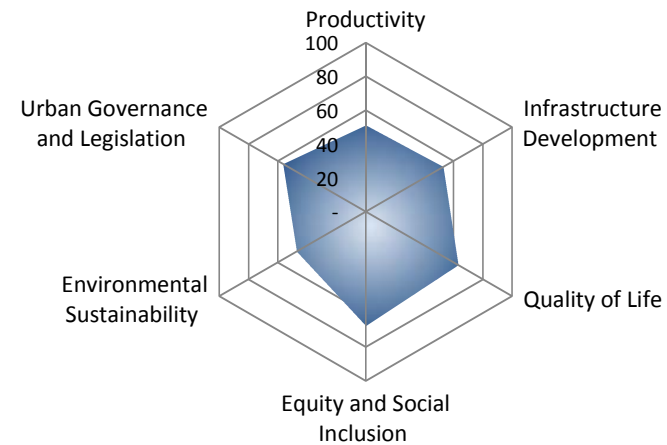 Productivity
100
80
60
40
20
-
Urban Governance
and Legislation
Infrastructure
Development
Environmental
Sustainability
Quality of Life
Equity and Social
Inclusion